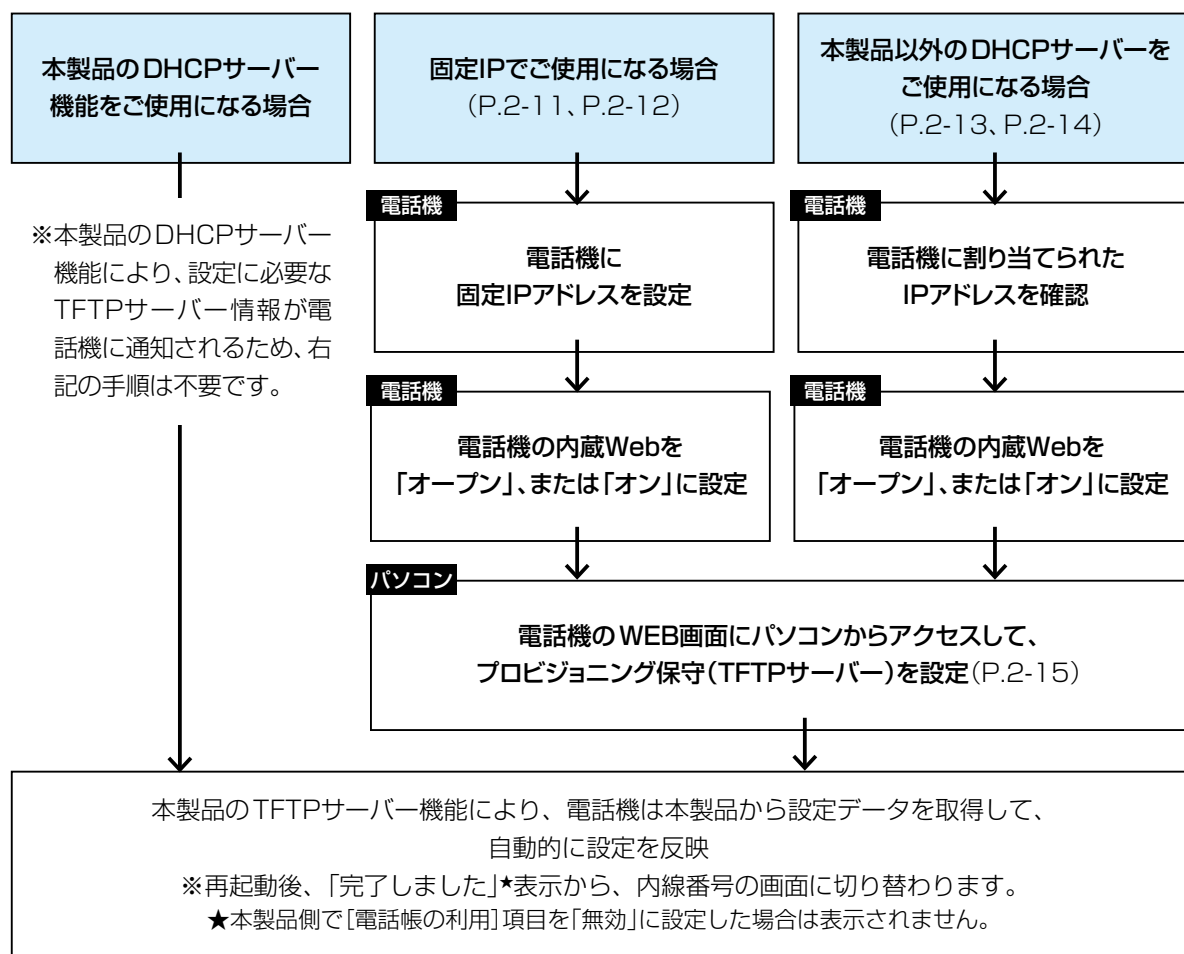 本製品のDHCPサーバー
機能をご使用になる場合
固定IPでご使用になる場合
（P.2-11、P.2-12）
本製品以外のDHCPサーバーを
ご使用になる場合
（P.2-13、P.2-14）
※本製品のDHCPサーバー
機能により、設定に必要な
TFTPサーバー情報が電
話機に通知されるため、右
記の手順は不要です。
電話機
電話機に
固定IPアドレスを設定
電話機
電話機に割り当てられた
IPアドレスを確認
電話機
電話機の内蔵Webを
「オープン」、または「オン」に設定
電話機
電話機の内蔵Webを
「オープン」、または「オン」に設定
パソコン
電話機のWEB画面にパソコンからアクセスして、
プロビジョニング保守（TFTPサーバー）を設定（P.2-15）
本製品のTFTPサーバー機能により、電話機は本製品から設定データを取得して、
自動的に設定を反映
※再起動後、「完了しました」★表示から、内線番号の画面に切り替わります。
★本製品側で［電話帳の利用］項目を「無効」に設定した場合は表示されません。